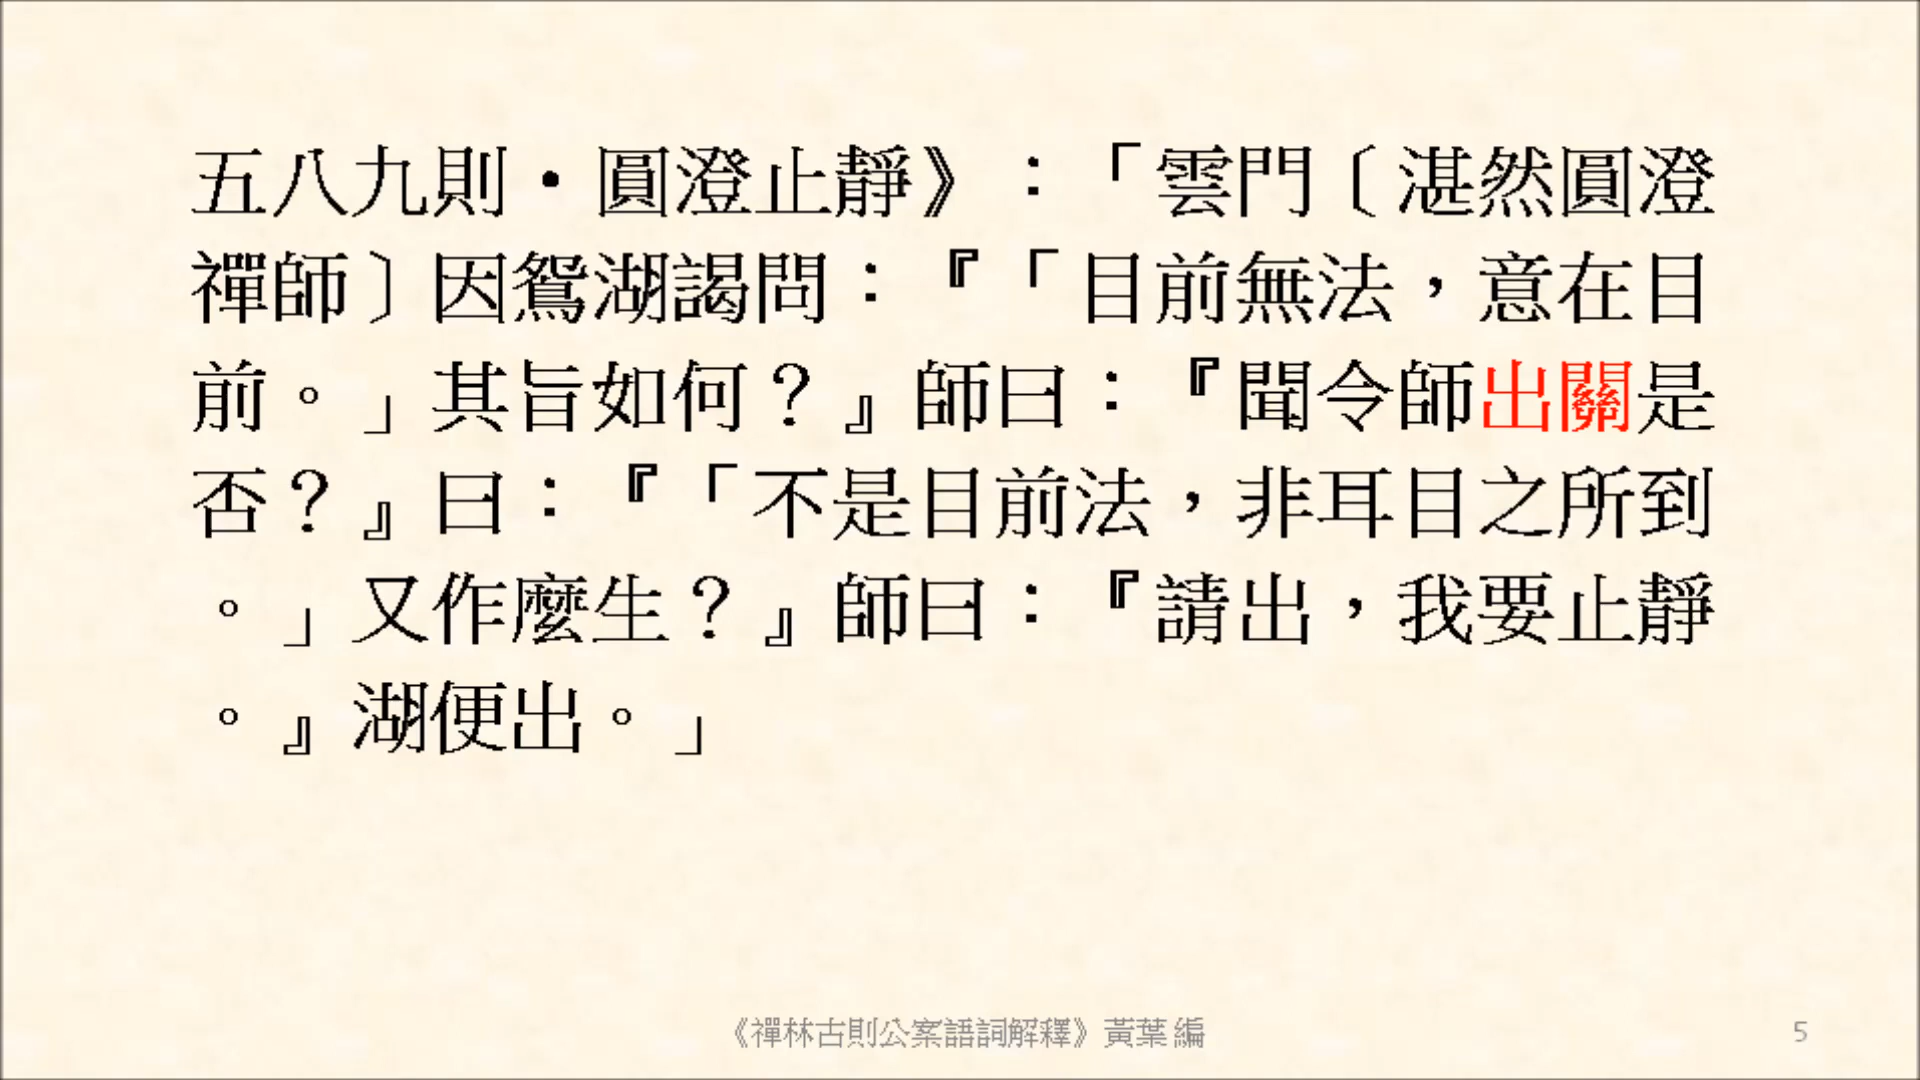 五八九則•圓澄止靜》：「雲門〔湛然圓澄
禪師〕因鴛湖謁問：『「目前無法，意在目
前。」其旨如何？』師曰：『聞令師出關是
否？』曰：『「不是目前法，非耳目之所到
。」又作麼生？』師曰：『請出，我要止靜
。』湖便出。」
《禪林古則公案語詞解釋》黃葉 編
5